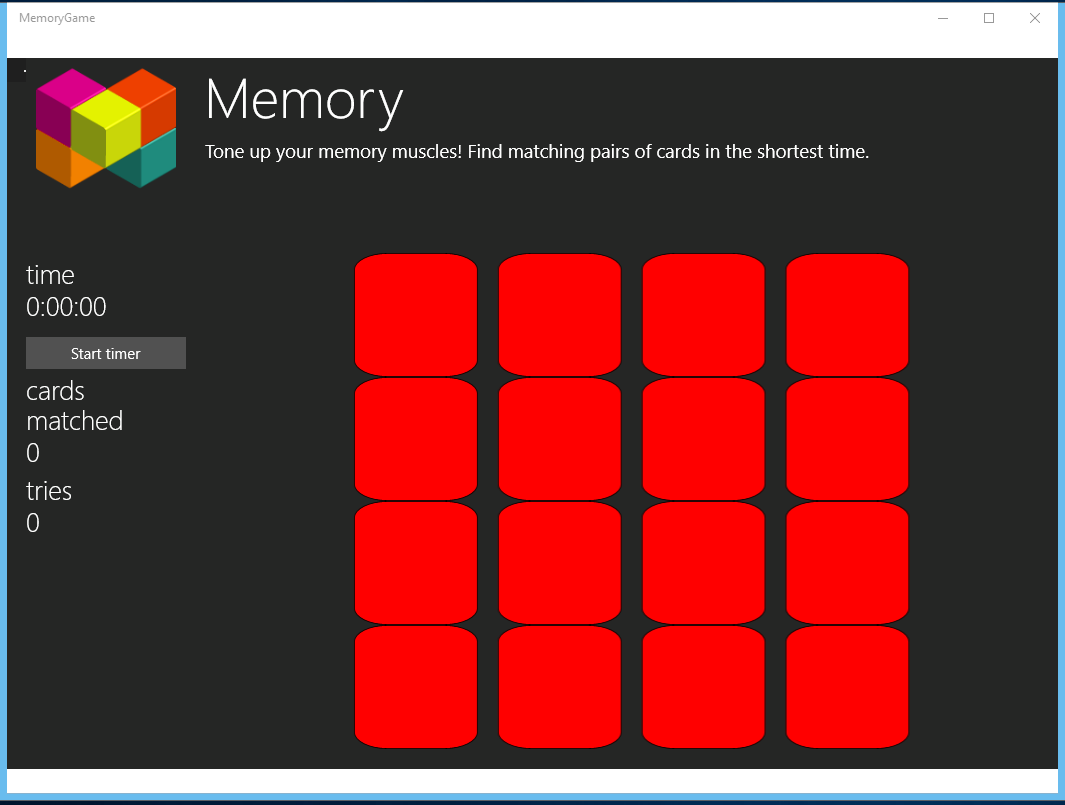 MemoryGame
Memory
Tone up your memory muscles! Find matching pairs of cards in the shortest time.
time
0:00:00
Start timer
cards
matched
0
tries
0